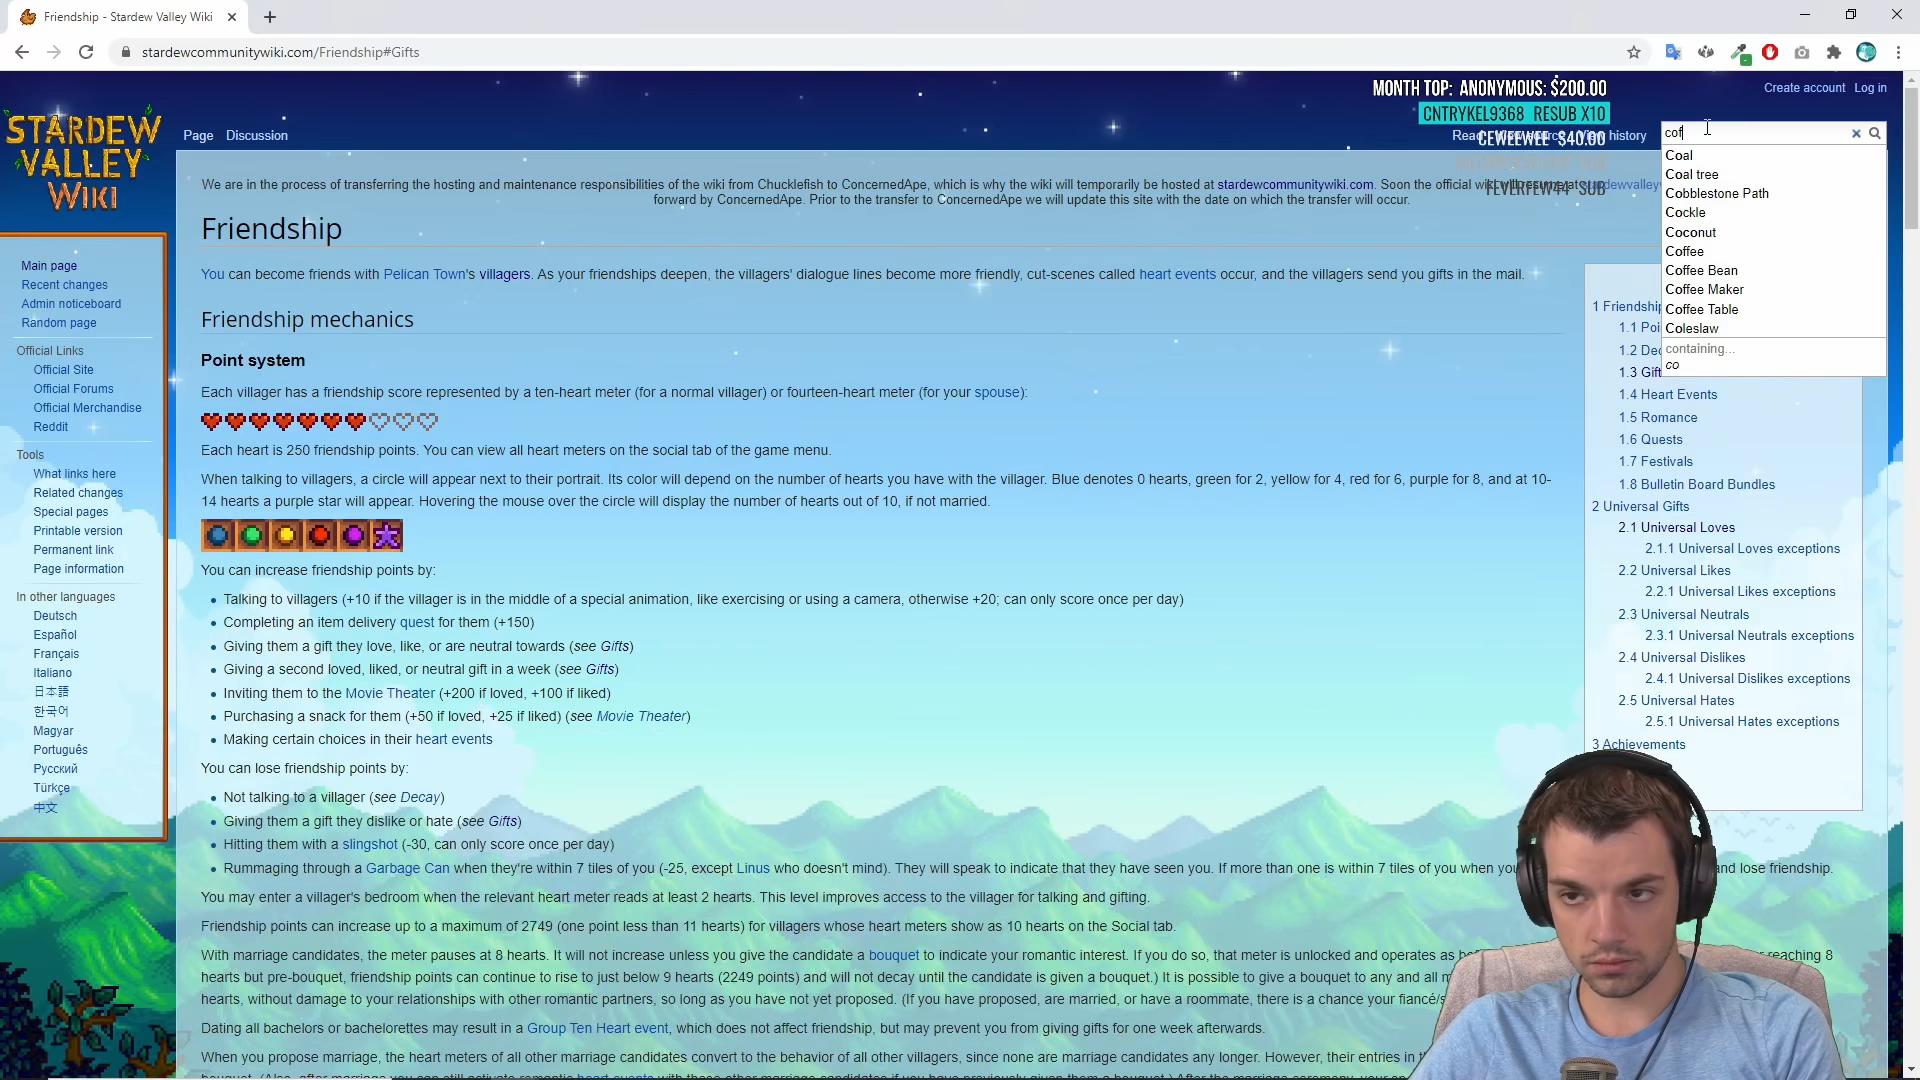 Friendship - Stardew Valley Wiki
stardewcommunitywiki.com/Friendship#Gifts
MONTH TOP: ANONYMOUS: $200.00
CNTRYKEL9368 RESUB X10
CEWEEWEE $40.00
FEVERFEW44 SUB
Create account Log in
STARDEW
VALLEY
WIKI
Page Discussion
Read
history
cof
Coal
Coal tree
Cobblestone Path
Cockle
Coconut
Coffee
Coffee Bean
Coffee Maker
Coffee Table
Coleslaw
containing...
co
Main page
Recent changes
Admin noticeboard
Random page
Official Links
Official Site
Official Forums
Official Merchandise
Reddit
Tools
What links here
Related changes
Special pages
Printable version
Permanent link
Page information
In other languages
Deutsch
Español
Français
Italiano
日本語
한국어
Magyar
Português
Русский
Türkçe
中文
We are in the process of transferring the hosting and maintenance responsibilities of the wiki from Chucklefish to ConcernedApe, which is why the wiki will temporarily be hosted at stardewcommunitywiki.com. Soon the official
forward by ConcernedApe. Prior to the transfer to ConcernedApe we will update this site with the date on which the transfer will occur.
Friendship
You can become friends with Pelican Town's villagers. As your friendships deepen, the villagers' dialogue lines become more friendly, cut-scenes called heart events occur, and the villagers send you gifts in the mail.
Friendship mechanics
Point system
Each villager has a friendship score represented by a ten-heart meter (for a normal villager) or fourteen-heart meter (for your spouse):
Each heart is 250 friendship points. You can view all heart meters on the social tab of the game menu.
When talking to villagers, a circle will appear next to their portrait. Its color will depend on the number of hearts you have with the villager. Blue denotes 0 hearts, green for 2, yellow for 4, red for 6, purple for 8, and at 10-
14 hearts a purple star will appear. Hovering the mouse over the circle will display the number of hearts out of 10, if not married.
You can increase friendship points by:
Talking to villagers (+10 if the villager is in the middle of a special animation, like exercising or using a camera, otherwise +20; can only score once per day)
Completing an item delivery quest for them (+150)
Giving them a gift they love, like, or are neutral towards (see Gifts)
Giving a second loved, liked, or neutral gift in a week (see Gifts)
Inviting them to the Movie Theater (+200 if loved, +100 if liked)
Purchasing a snack for them (+50 if loved, +25 if liked) (see Movie Theater)
Making certain choices in their heart events
You can lose friendship points by:
Not talking to a villager (see Decay)
Giving them a gift they dislike or hate (see Gifts)
Hitting them with a slingshot (-30, can only score once per day)
Rummaging through a Garbage Can when they're within 7 tiles of you (-25, except Linus who doesn't mind). They will speak to indicate that they have seen you. If more than one is within 7 tiles of you when and lose friendship.
You may enter a villager's bedroom when the relevant heart meter reads at least 2 hearts. This level improves access to the villager for talking and gifting.
Friendship points can increase up to a maximum of 2749 (one point less than 11 hearts) for villagers whose heart meters show as 10 hearts on the Social tab.
With marriage candidates, the meter pauses at 8 hearts. It will not increase unless you give the candidate a bouquet to indicate your romantic interest. If you do so, that meter is unlocked and operates as reaching 8
hearts but pre-bouquet, friendship points can continue to rise to just below 9 hearts (2249 points) and will not decay until the candidate is given a bouquet.) It is possible to give a bouquet to any and all
hearts, without damage to your relationships with other romantic partners, so long as you have not yet proposed. (If you have proposed, are married, or have a roommate, there is a chance your
Dating all bachelors or bachelorettes may result in a Group Ten Heart event, which does not affect friendship, but may prevent you from giving gifts for one week afterwards.
When you propose marriage, the heart meters of all other marriage candidates convert to the behavior of all other villagers, since none are marriage candidates any longer. However, their entries in
1
1.1
1.2
1.3
1.4 Heart Events
1.5 Romance
1.6 Quests
1.7 Festivals
1.8 Bulletin Board Bundles
2 Universal Gifts
2.1 Universal Loves
2.1.1 Universal Loves exceptions
2.2 Universal Likes
2.2.1 Universal Likes exceptions
2.3 Universal Neutrals
2.3.1 Universal Neutrals exceptions
2.4 Universal Dislikes
2.4.1 Universal Dislikes exceptions
2.5 Universal Hates
2.5.1 Universal Hates exceptions
3 Achievements